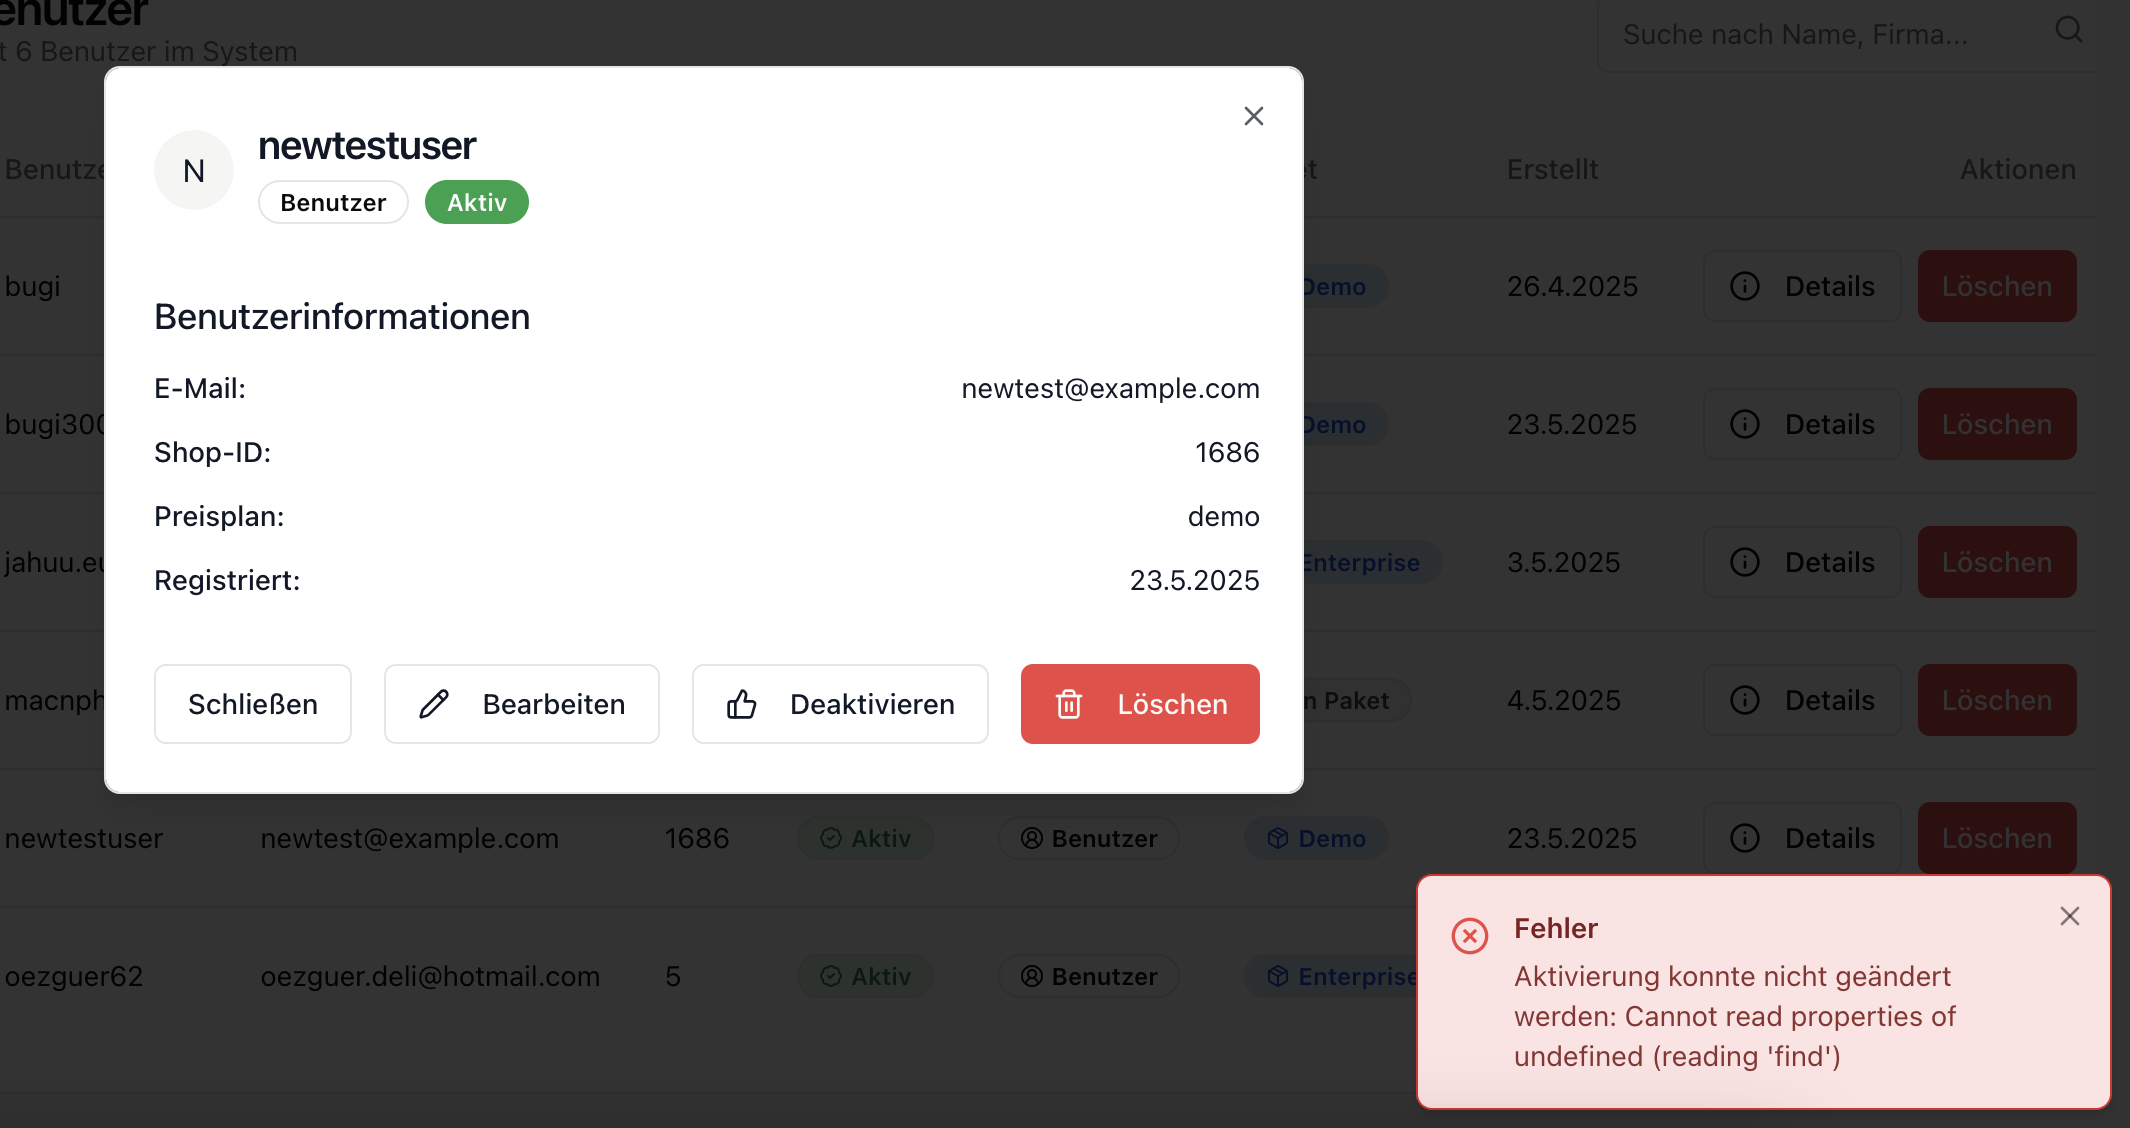 enutzer
t 6 Benutzer im System
Suche nach Name, Firma...
newtestuser
N
Benutzer Aktiv
Benutze
et
Erstellt
Aktionen
Benutzerinformationen
E-Mail: newtest@example.com
Shop-ID: 1686
Preisplan: demo
Registriert: 23.5.2025
Schließen Bearbeiten Deaktivieren Löschen
bugi Demo 26.4.2025 Details Löschen
bugi300 Demo 23.5.2025 Details Löschen
jahuu.eu Enterprise 3.5.2025 Details Löschen
macnph n Paket 4.5.2025 Details Löschen
newtestuser newtest@example.com 1686 Aktiv Benutzer Demo 23.5.2025 Details Löschen
oezguer62 oezguer.deli@hotmail.com 5 Aktiv Benutzer Enterprise
Fehler
Aktivierung konnte nicht geändert
werden: Cannot read properties of
undefined (reading 'find')